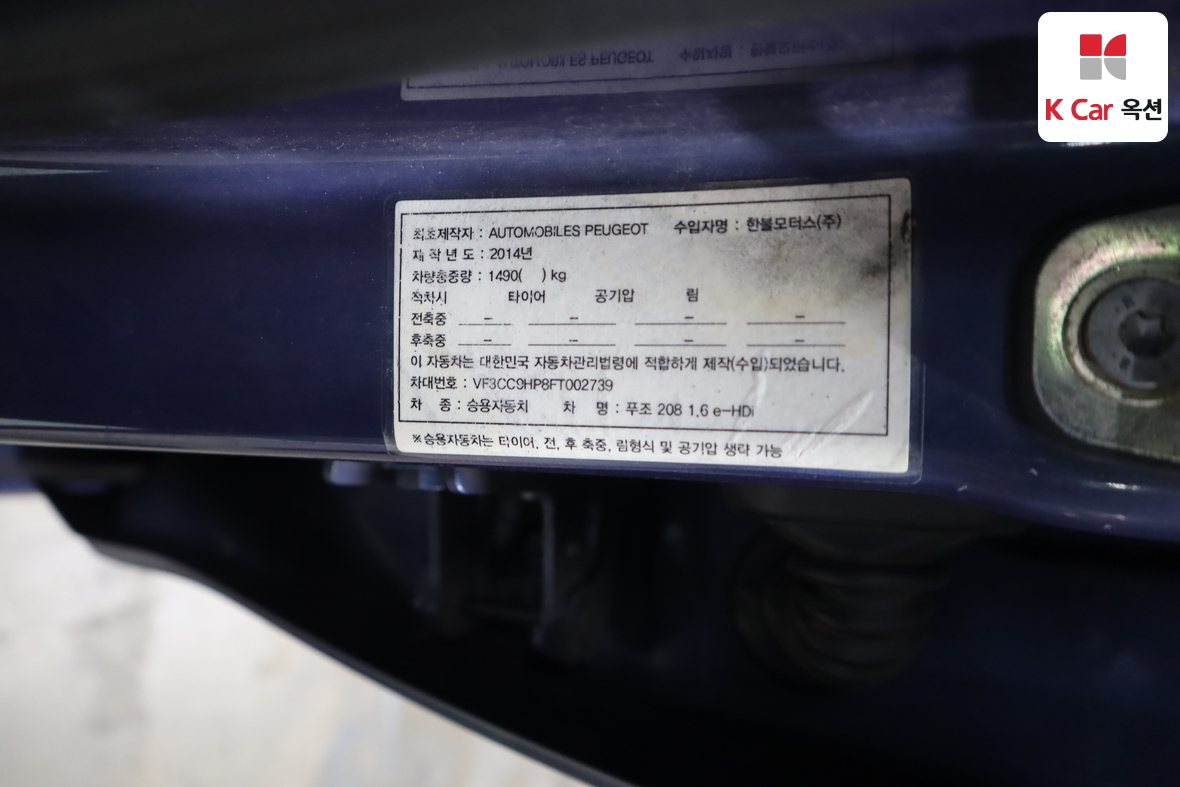 K Car 옥션
AUTOMOBILES PEUGEOT
최초제작자 : AUTOMOBILES PEUGEOT 수입자명 : 한불모터스(주)
제 작 년 도 : 2014년
차량총중량 : 1490( ) kg
적차시 타이어 공기압 림
전축중 – – – –
후축중 – – – –
이 자동차는 대한민국 자동차관리법령에 적합하게 제작(수입)되었습니다.
차대번호 : VF3CC9HP8FT002739
차 종 : 승용자동차 차 명 : 푸조 208 1.6 e-HDi
※승용자동차는 타이어, 전, 후 축중, 림형식 및 공기압 생략 가능